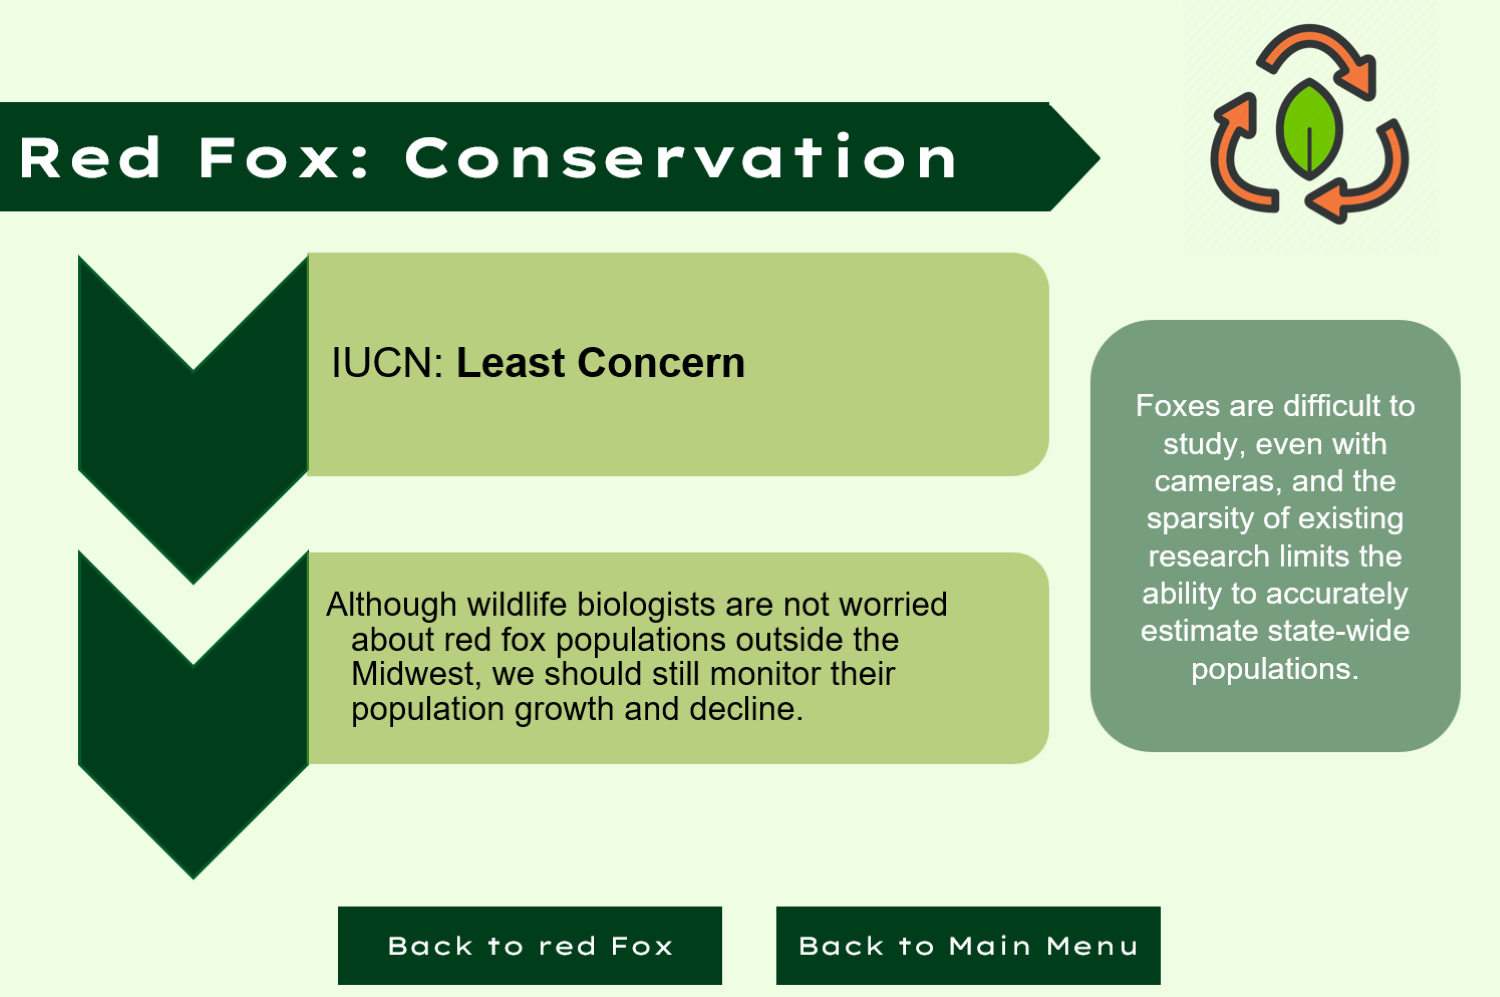 Red Fox: Conservation
IUCN: Least Concern
Although wildlife biologists are not worried
about red fox populations outside the
Midwest, we should still monitor their
population growth and decline.
Foxes are difficult to
study, even with
cameras, and the
sparsity of existing
research limits the
ability to accurately
estimate state-wide
populations.
Back to red Fox
Back to Main Menu